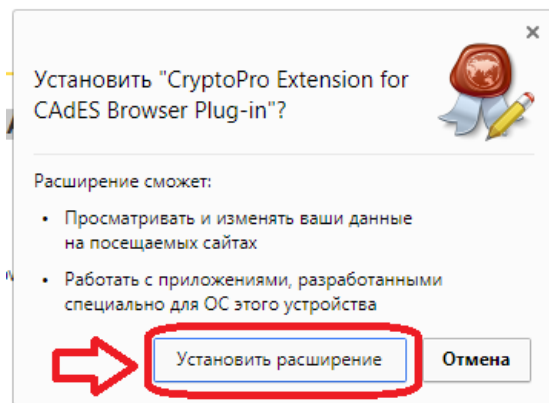 Установить "CryptoPro Extension for
CAdES Browser Plug-in"?
Расширение сможет:
• Просматривать и изменять ваши данные
на посещаемых сайтах
• Работать с приложениями, разработанными
специально для ОС этого устройства
Установить расширение
Отмена